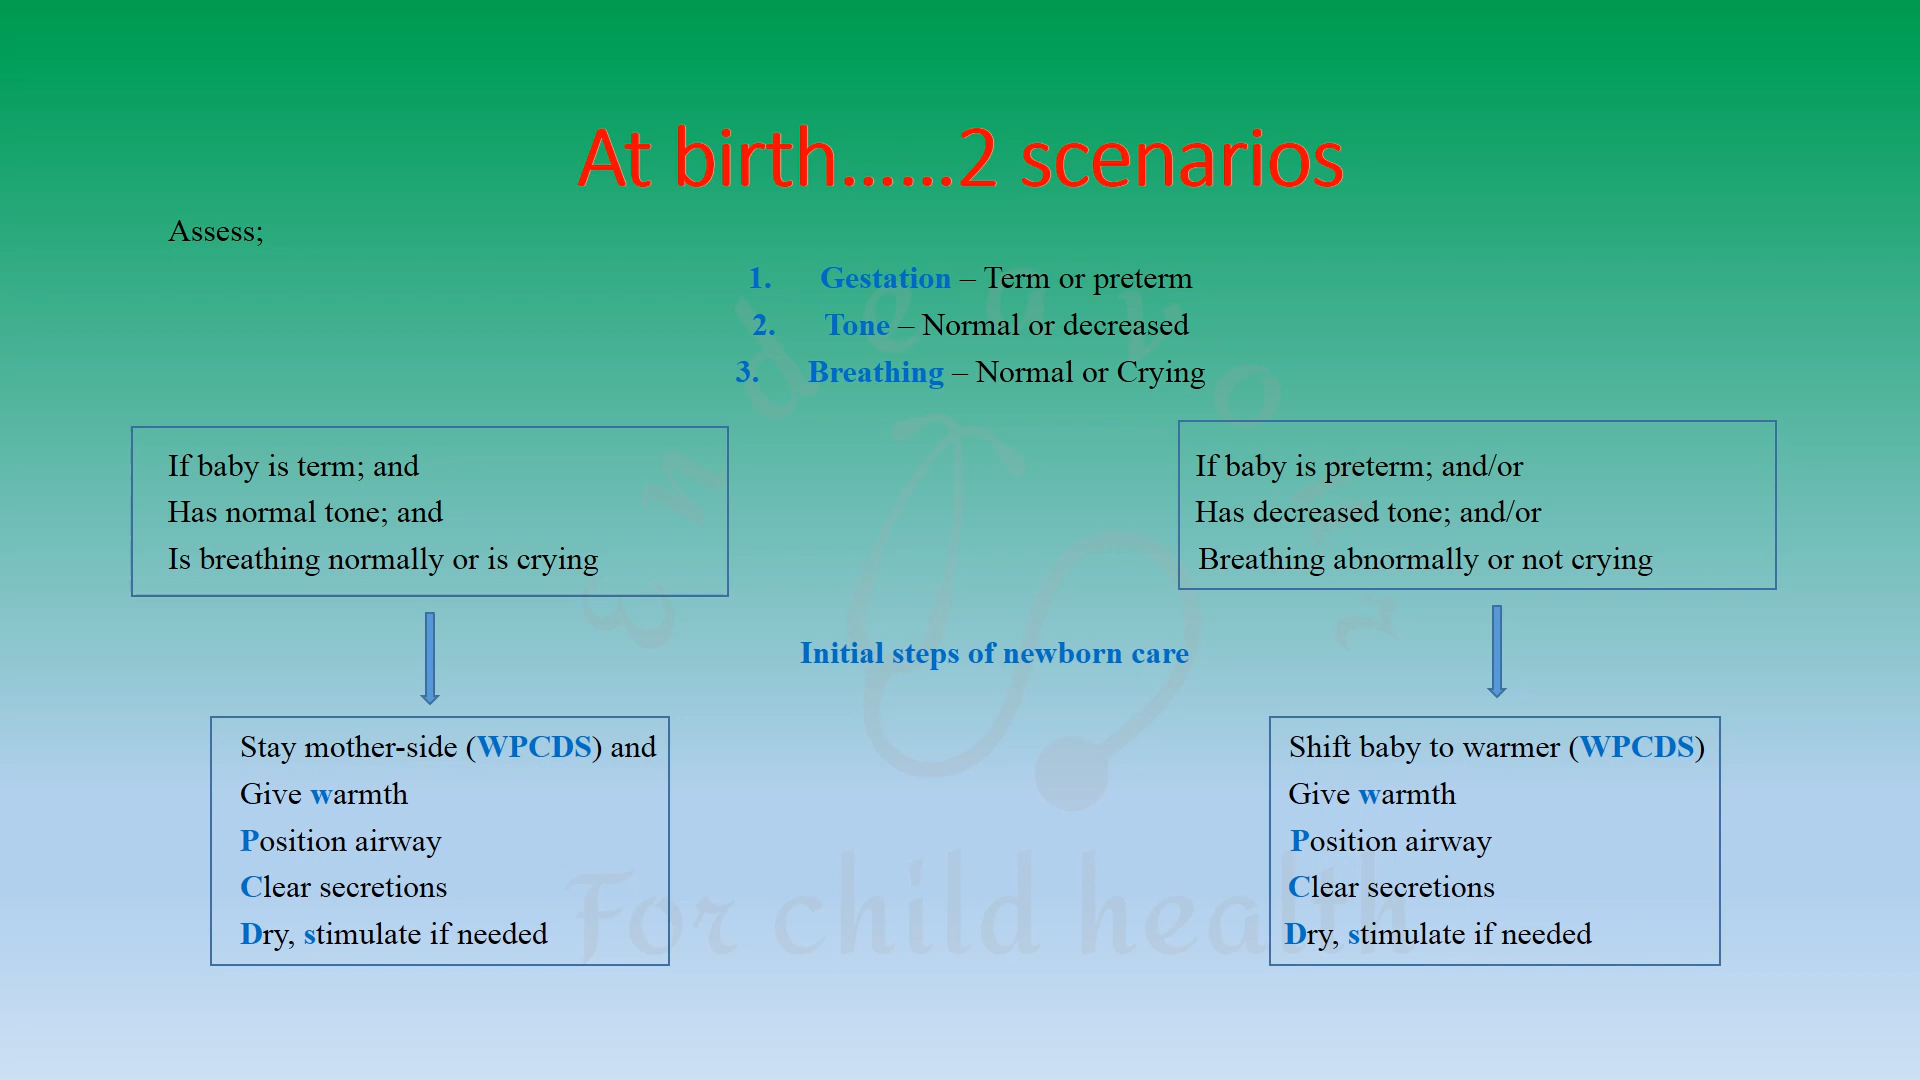 At birth......2 scenarios
Assess;
1. Gestation – Term or preterm
2. Tone – Normal or decreased
3. Breathing – Normal or Crying
If baby is term; and
Has normal tone; and
Is breathing normally or is crying
If baby is preterm; and/or
Has decreased tone; and/or
Breathing abnormally or not crying
Initial steps of newborn care
Stay mother-side (WPCDS) and
Give warmth
Position airway
Clear secretions
Dry, stimulate if needed
Shift baby to warmer (WPCDS)
Give warmth
Position airway
Clear secretions
Dry, stimulate if needed
Endeavour
For child health